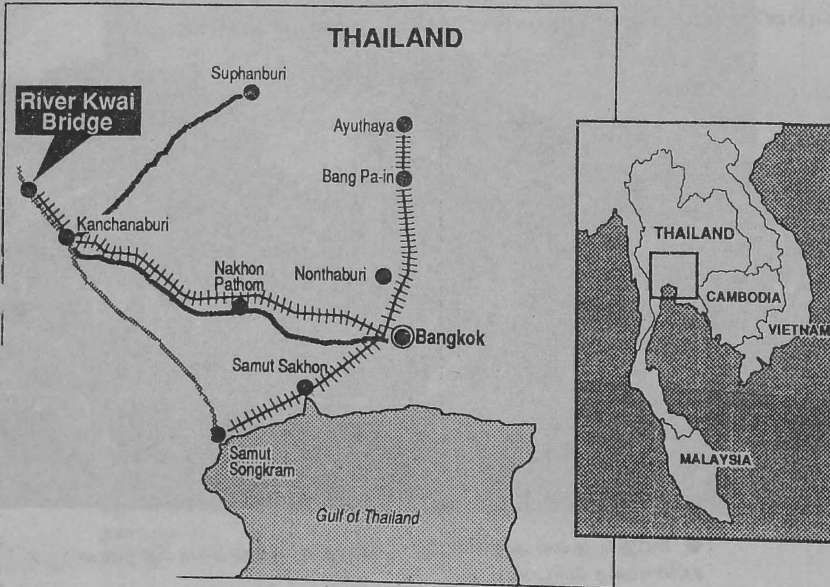 THAILAND
Suphanburi
River Kwai
Bridge
Ayuthaya
Bang Pa-in
Kanchanaburi
Nakhon
Pathom
Nonthaburi
Bangkok
Samut Sakhon
Samut
Songkram
Gulf of Thailand
THAILAND
CAMBODIA
VIETNAM
MALAYSIA